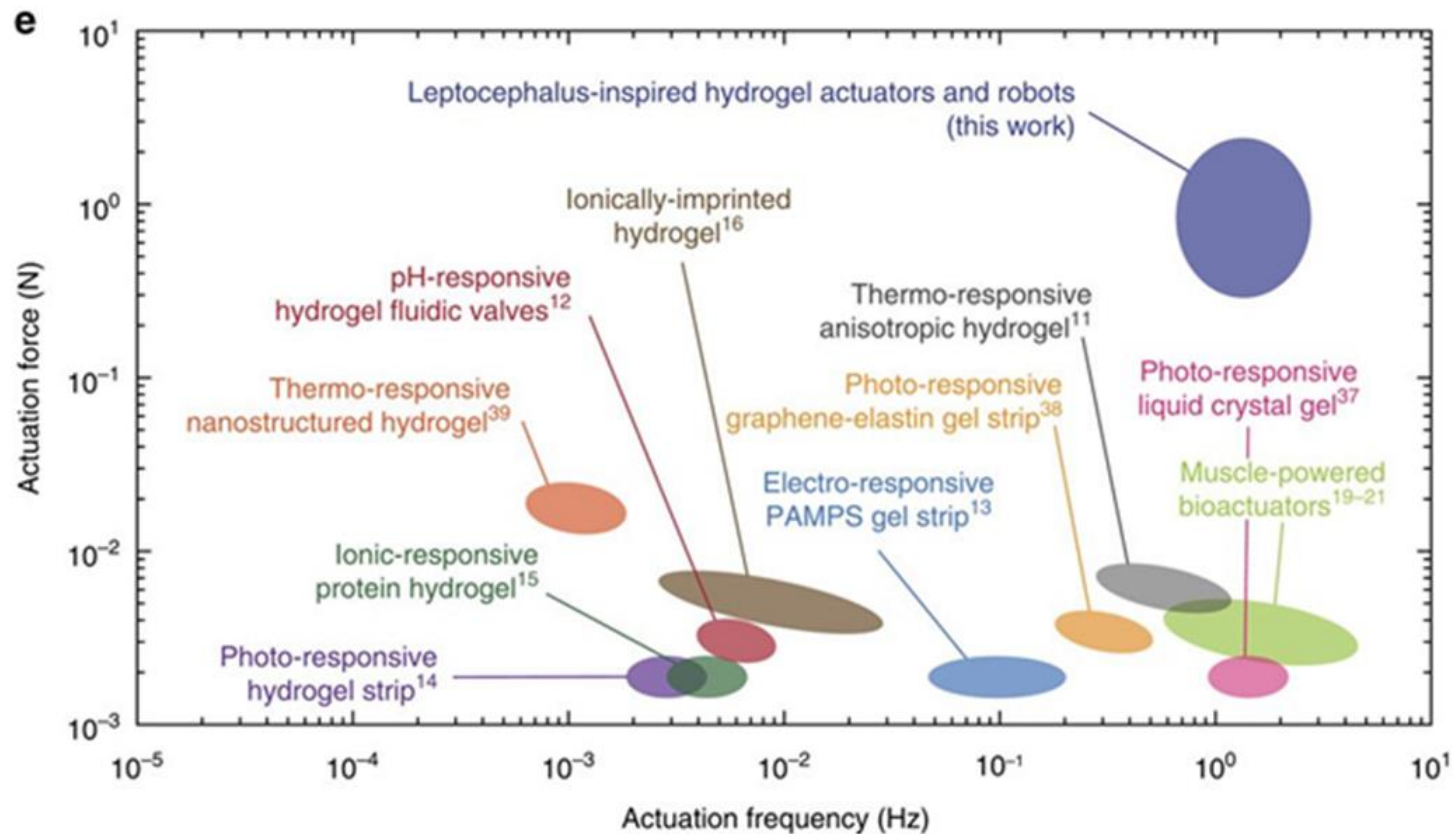 e
10¹
Leptocephalus-inspired hydrogel actuators and robots
(this work)
10⁰
Ionically-imprinted
hydrogel¹⁶
pH-responsive
hydrogel fluidic valves¹²
Thermo-responsive
anisotropic hydrogel¹¹
Actuation force (N)
10⁻¹
Thermo-responsive
nanostructured hydrogel³⁹
Photo-responsive
graphene-elastin gel strip³⁸
Photo-responsive
liquid crystal gel³⁷
Electro-responsive
PAMPS gel strip¹³
Muscle-powered
bioactuators¹⁹⁻²¹
10⁻²
Ionic-responsive
protein hydrogel¹⁵
Photo-responsive
hydrogel strip¹⁴
10⁻³
10⁻⁵ 10⁻⁴ 10⁻³ 10⁻² 10⁻¹ 10⁰ 10¹
Actuation frequency (Hz)